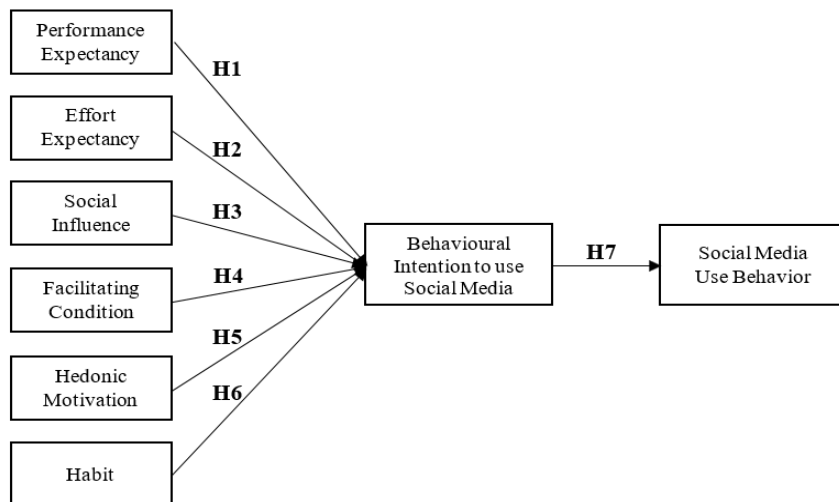 Performance
Expectancy
H1
Effort
Expectancy
H2
Social
Influence
H3
Facilitating
Condition
H4
Hedonic
Motivation
H5
Habit
H6
Behavioural
Intention to use
Social Media
H7
Social Media
Use Behavior